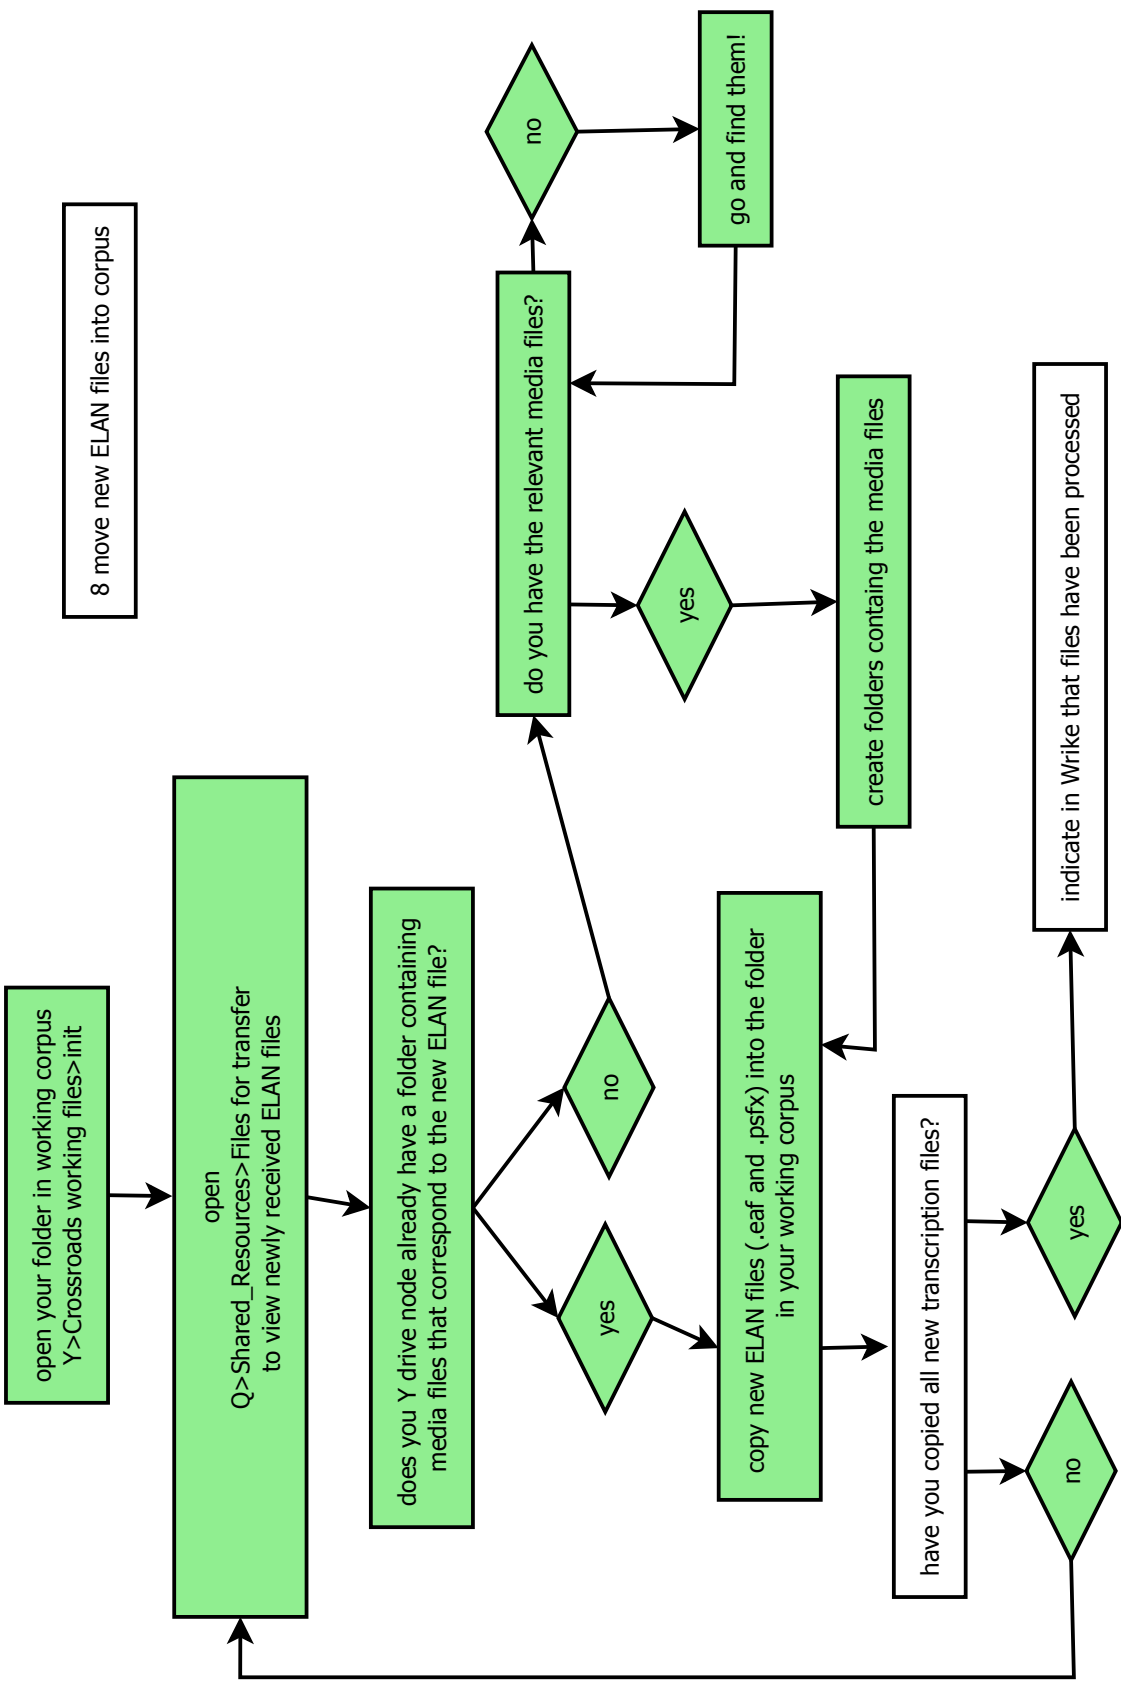 8 move new ELAN files into corpus
open your folder in working corpus
Y>Crossroads working files>init
open
Q>Shared_Resources>Files for transfer
to view newly received ELAN files
does you Y drive node already have a folder containing
media files that correspond to the new ELAN file?
yes
no
do you have the relevant media files?
no
go and find them!
yes
create folders containg the media files
copy new ELAN files (.eaf and .psfx) into the folder
in your working corpus
have you copied all new transcription files?
no
yes
indicate in Wrike that files have been processed